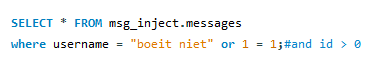 SELECT * FROM msg_inject.messages
where username = "boeit niet" or 1 = 1;#and id > 0